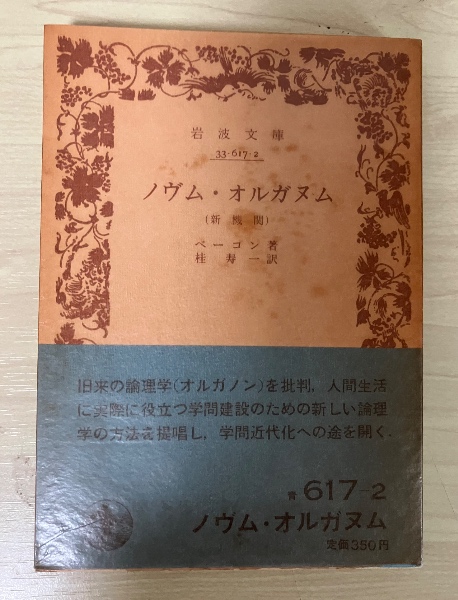 岩波文庫
33-617-2
ノヴム・オルガヌム
(新機関)
ベーコン著
桂寿一訳
旧来の論理学(オルガノン)を批判,人間生活
に実際に役立つ学問建設のための新しい論理
学の方法を提唱し,学問近代化への途を開く.
青 617-2
ノヴム・オルガヌム
定価350円